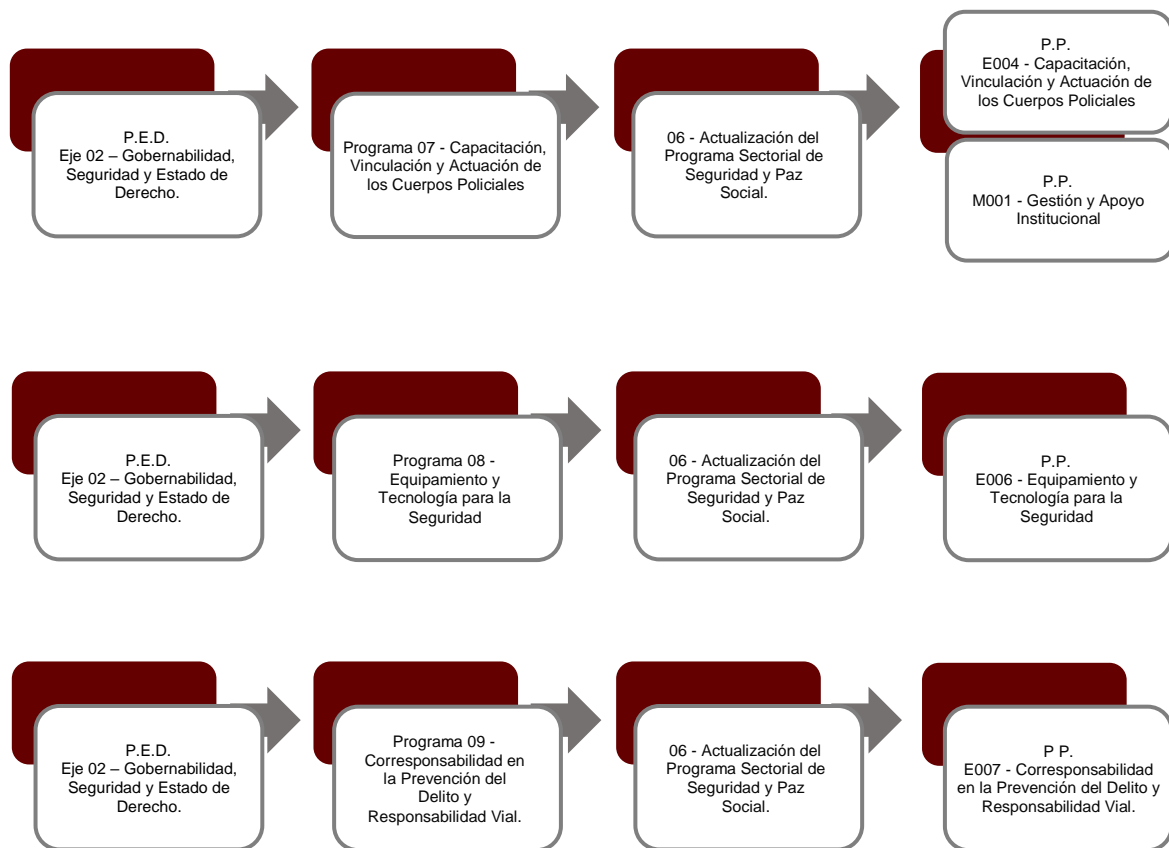 P.E.D.
Eje 02 – Gobernabilidad,
Seguridad y Estado de
Derecho.
Programa 07 - Capacitación,
Vinculación y Actuación de
los Cuerpos Policiales
06 - Actualización del
Programa Sectorial de
Seguridad y Paz
Social.
P.P.
E004 - Capacitación,
Vinculación y Actuación de
los Cuerpos Policiales
P.P.
M001 - Gestión y Apoyo
Institucional
P.E.D.
Eje 02 – Gobernabilidad,
Seguridad y Estado de
Derecho.
Programa 08 -
Equipamiento y
Tecnología para la
Seguridad
06 - Actualización del
Programa Sectorial de
Seguridad y Paz
Social.
P.P.
E006 - Equipamiento y
Tecnología para la
Seguridad
P.E.D.
Eje 02 – Gobernabilidad,
Seguridad y Estado de
Derecho.
Programa 09 -
Corresponsabilidad en
la Prevención del
Delito y
Responsabilidad Vial.
06 - Actualización del
Programa Sectorial de
Seguridad y Paz
Social.
P P.
E007 - Corresponsabilidad
en la Prevención del Delito y
Responsabilidad Vial.